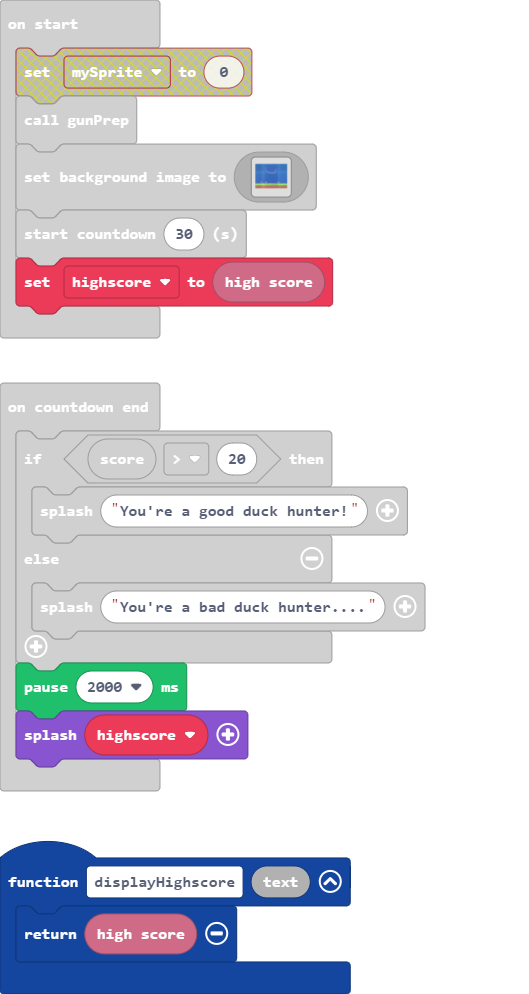 on start
set mySprite to 0
call gunPrep
set background image to
start countdown 30 (s)
set highscore to high score
on countdown end
if score > 20 then
splash "You're a good duck hunter!"
else
splash "You're a bad duck hunter...."
pause 2000 ms
splash highscore
function displayHighscore text
return high score